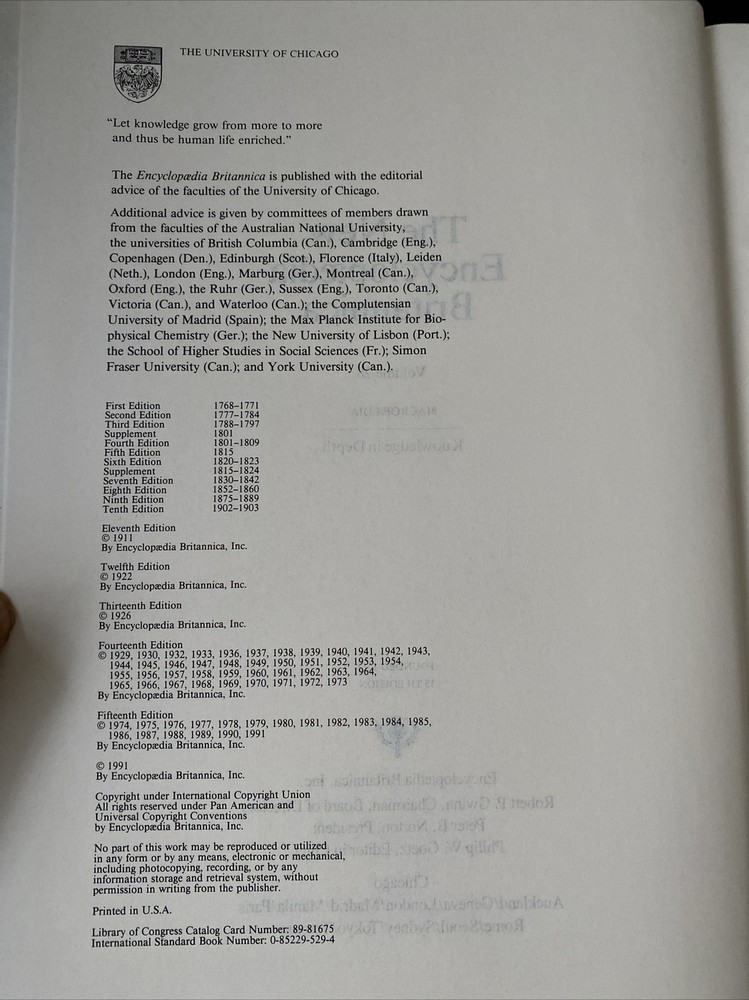 THE UNIVERSITY OF CHICAGO
“Let knowledge grow from more to more
and thus be human life enriched.”
The Encyclopædia Britannica is published with the editorial
advice of the faculties of the University of Chicago.
Additional advice is given by committees of members drawn
from the faculties of the Australian National University,
the universities of British Columbia (Can.), Cambridge (Eng.),
Copenhagen (Den.), Edinburgh (Scot.), Florence (Italy), Leiden
(Neth.), London (Eng.), Marburg (Ger.), Montreal (Can.),
Oxford (Eng.), the Ruhr (Ger.), Sussex (Eng.), Toronto (Can.),
Victoria (Can.), and Waterloo (Can.); the Complutensian
University of Madrid (Spain); the Max Planck Institute for Bio-
physical Chemistry (Ger.); the New University of Lisbon (Port.);
the School of Higher Studies in Social Sciences (Fr.); Simon
Fraser University (Can.); and York University (Can.).
First Edition 1768–1771
Second Edition 1777–1784
Third Edition 1788–1797
Supplement 1801
Fourth Edition 1801–1809
Fifth Edition 1815
Sixth Edition 1820–1823
Supplement 1815–1824
Seventh Edition 1830–1842
Eighth Edition 1852–1860
Ninth Edition 1875–1889
Tenth Edition 1902–1903
Eleventh Edition
© 1911
By Encyclopædia Britannica, Inc.
Twelfth Edition
© 1922
By Encyclopædia Britannica, Inc.
Thirteenth Edition
© 1926
By Encyclopædia Britannica, Inc.
Fourteenth Edition
© 1929, 1930, 1932, 1933, 1936, 1937, 1938, 1939, 1940, 1941, 1942, 1943,
1944, 1945, 1946, 1947, 1948, 1949, 1950, 1951, 1952, 1953, 1954,
1955, 1956, 1957, 1958, 1959, 1960, 1961, 1962, 1963, 1964,
1965, 1966, 1967, 1968, 1969, 1970, 1971, 1972, 1973
By Encyclopædia Britannica, Inc.
Fifteenth Edition
© 1974, 1975, 1976, 1977, 1978, 1979, 1980, 1981, 1982, 1983, 1984, 1985,
1986, 1987, 1988, 1989, 1990, 1991
By Encyclopædia Britannica, Inc.
© 1991
By Encyclopædia Britannica, Inc.
Copyright under International Copyright Union
All rights reserved under Pan American and
Universal Copyright Conventions
by Encyclopædia Britannica, Inc.
No part of this work may be reproduced or utilized
in any form or by any means, electronic or mechanical,
including photocopying, recording, or by any
information storage and retrieval system, without
permission in writing from the publisher.
Printed in U.S.A.
Library of Congress Catalog Card Number: 89-81675
International Standard Book Number: 0-85229-529-4